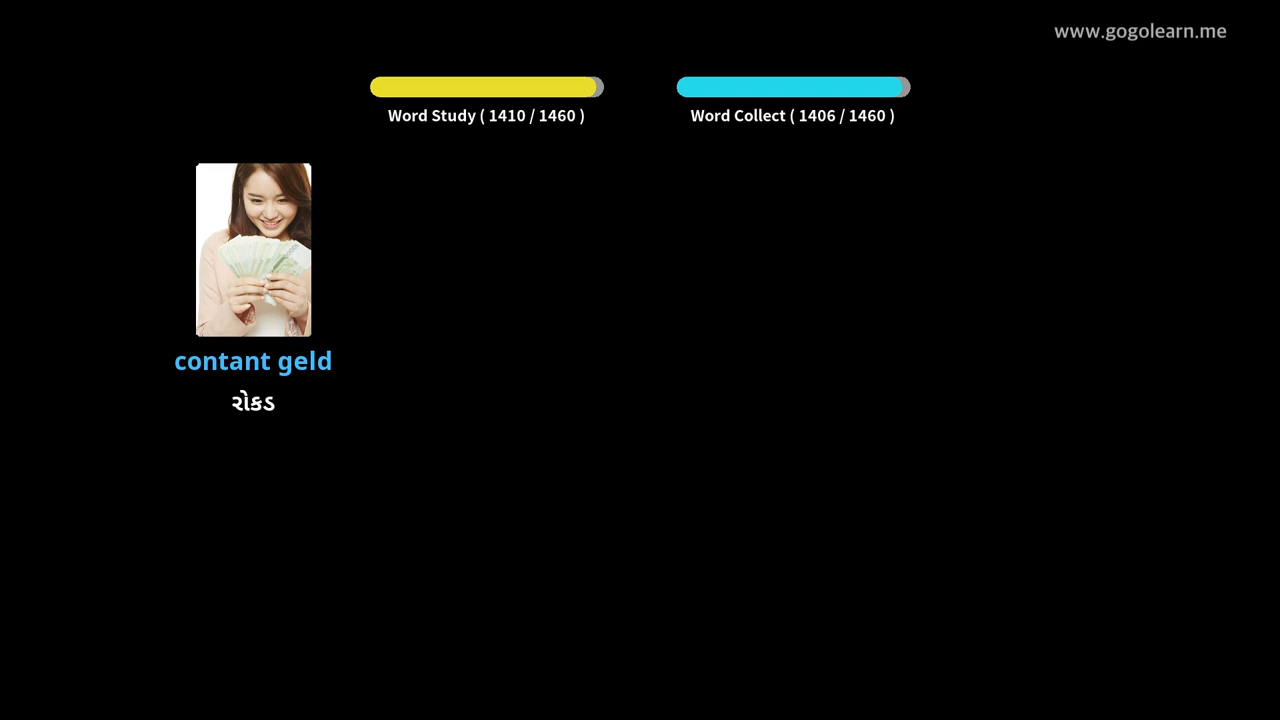 www.gogolearn.me
Word Study ( 1410 / 1460 )
Word Collect ( 1406 / 1460 )
contant geld
રોકડ